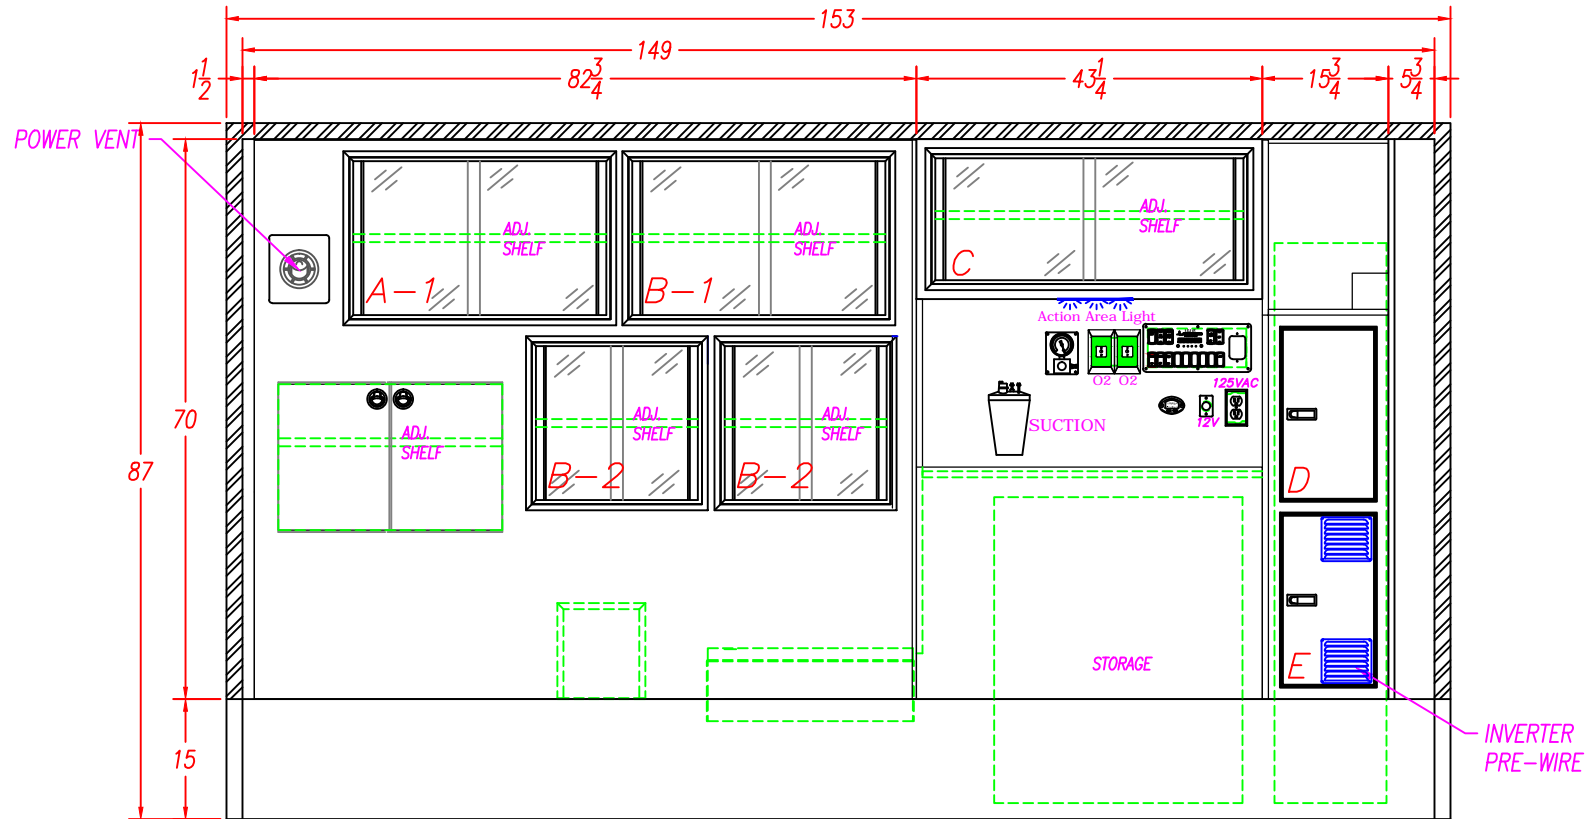 153
149
1 1/2
82 3/4
43 1/4
15 3/4
5 3/4
POWER VENT
ADJ.
SHELF
A-1
ADJ.
SHELF
B-1
ADJ.
SHELF
C
Action Area Light
O2 O2
125VAC
12V
SUCTION
ADJ.
SHELF
ADJ.
SHELF
B-2
ADJ.
SHELF
B-2
70
87
D
STORAGE
E
15
INVERTER
PRE-WIRE